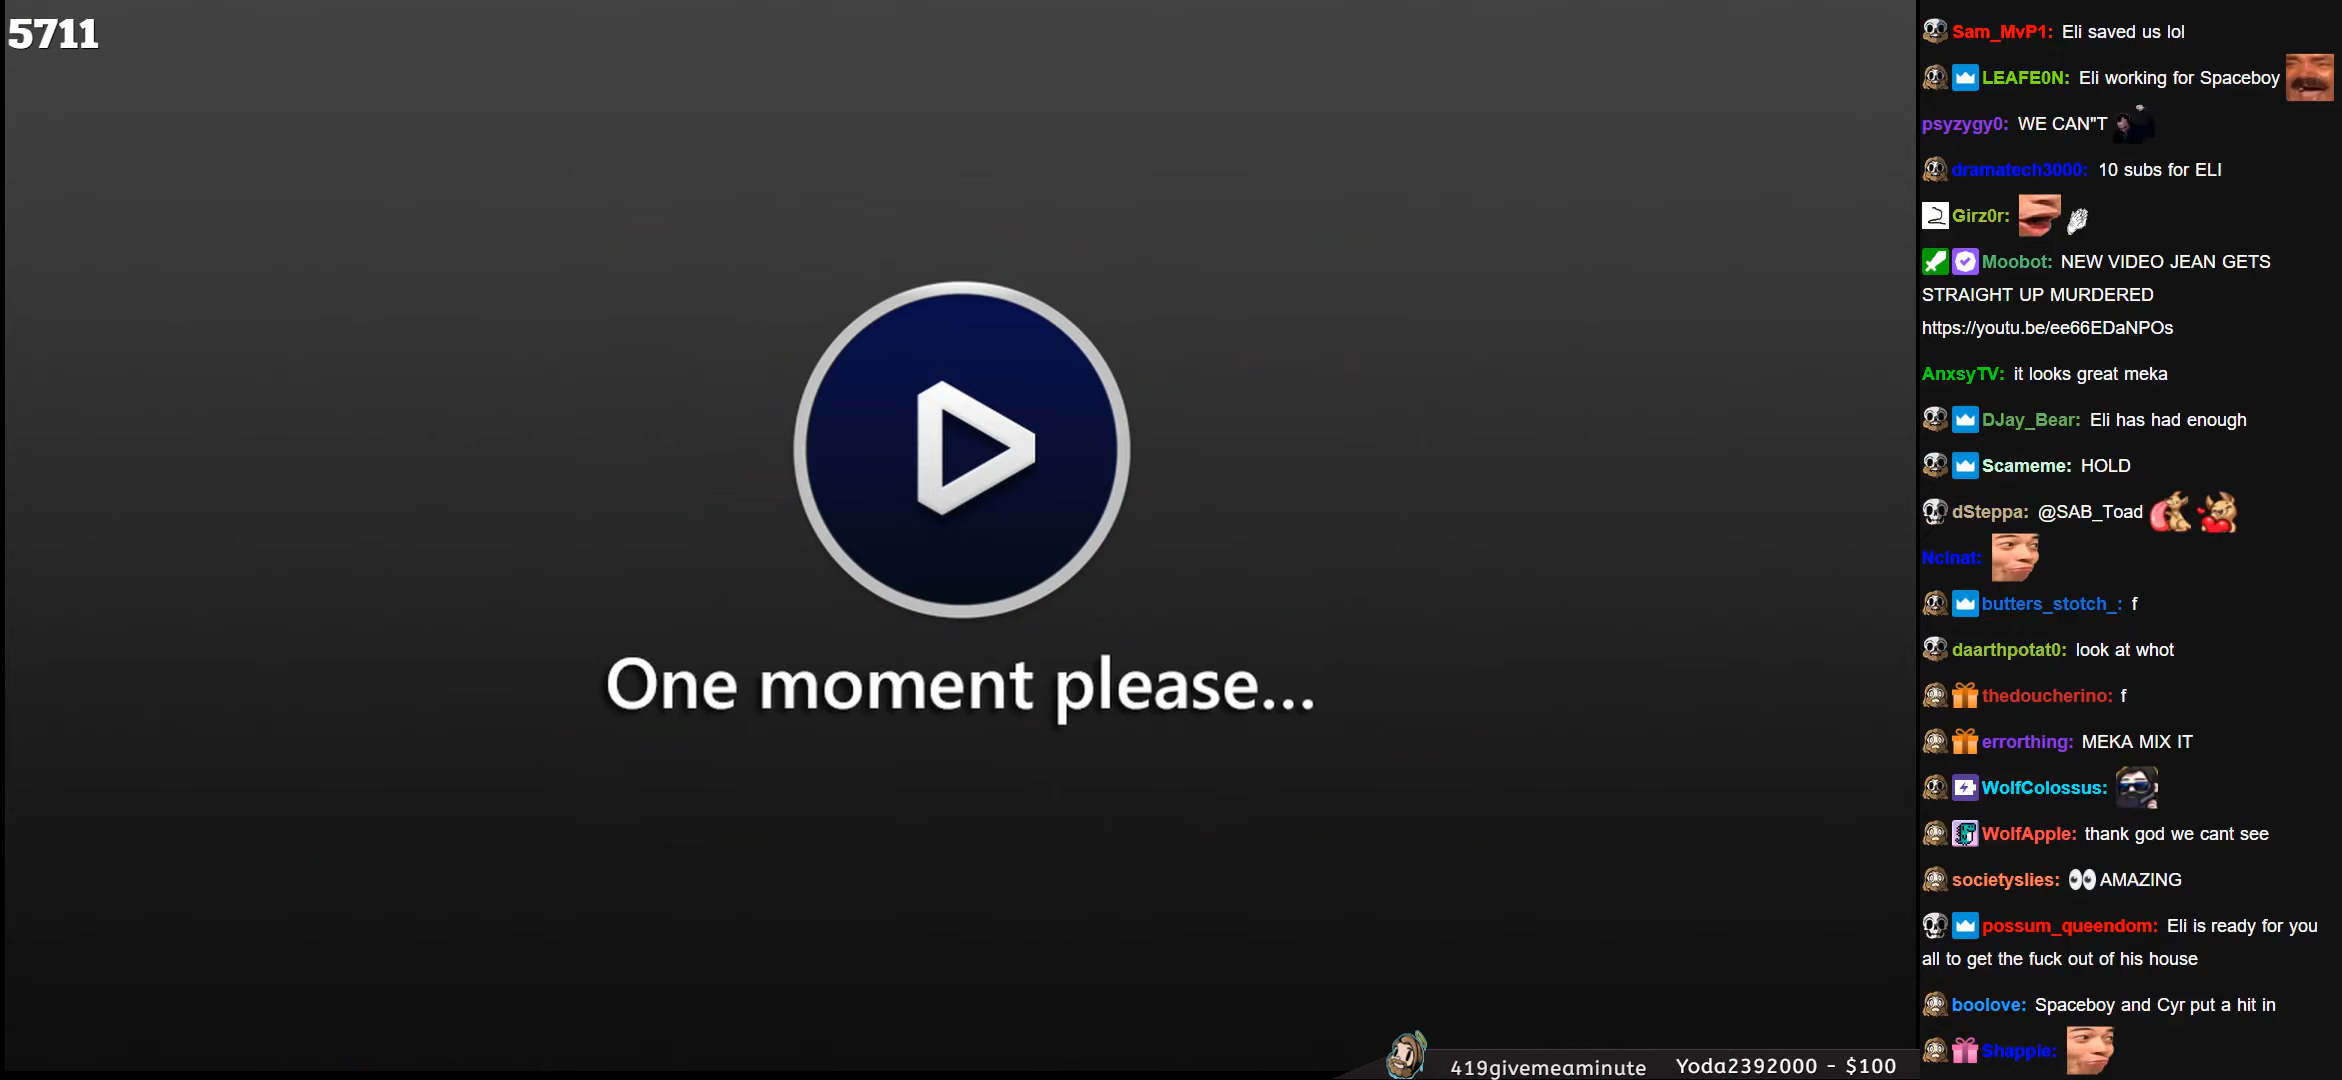 5711
One moment please...
419givemeaminute Yoda2392000 - $100
Sam_MvP1: Eli saved us lol
LEAFE0N: Eli working for Spaceboy
psyzygy0: WE CAN"T
dramatech3000: 10 subs for ELI
Girz0r:
Moobot: NEW VIDEO JEAN GETS
STRAIGHT UP MURDERED
https://youtu.be/ee66EDaNPOs
AnxsyTV: it looks great meka
DJay_Bear: Eli has had enough
Scameme: HOLD
dSteppa: @SAB_Toad
butters_stotch_: f
daarthpotat0: look at whot
thedoucherino: f
errorthing: MEKA MIX IT
WolfColossus:
WolfApple: thank god we cant see
societyslies: 👀 AMAZING
possum_queendom: Eli is ready for you
all to get the fuck out of his house
boolove: Spaceboy and Cyr put a hit in